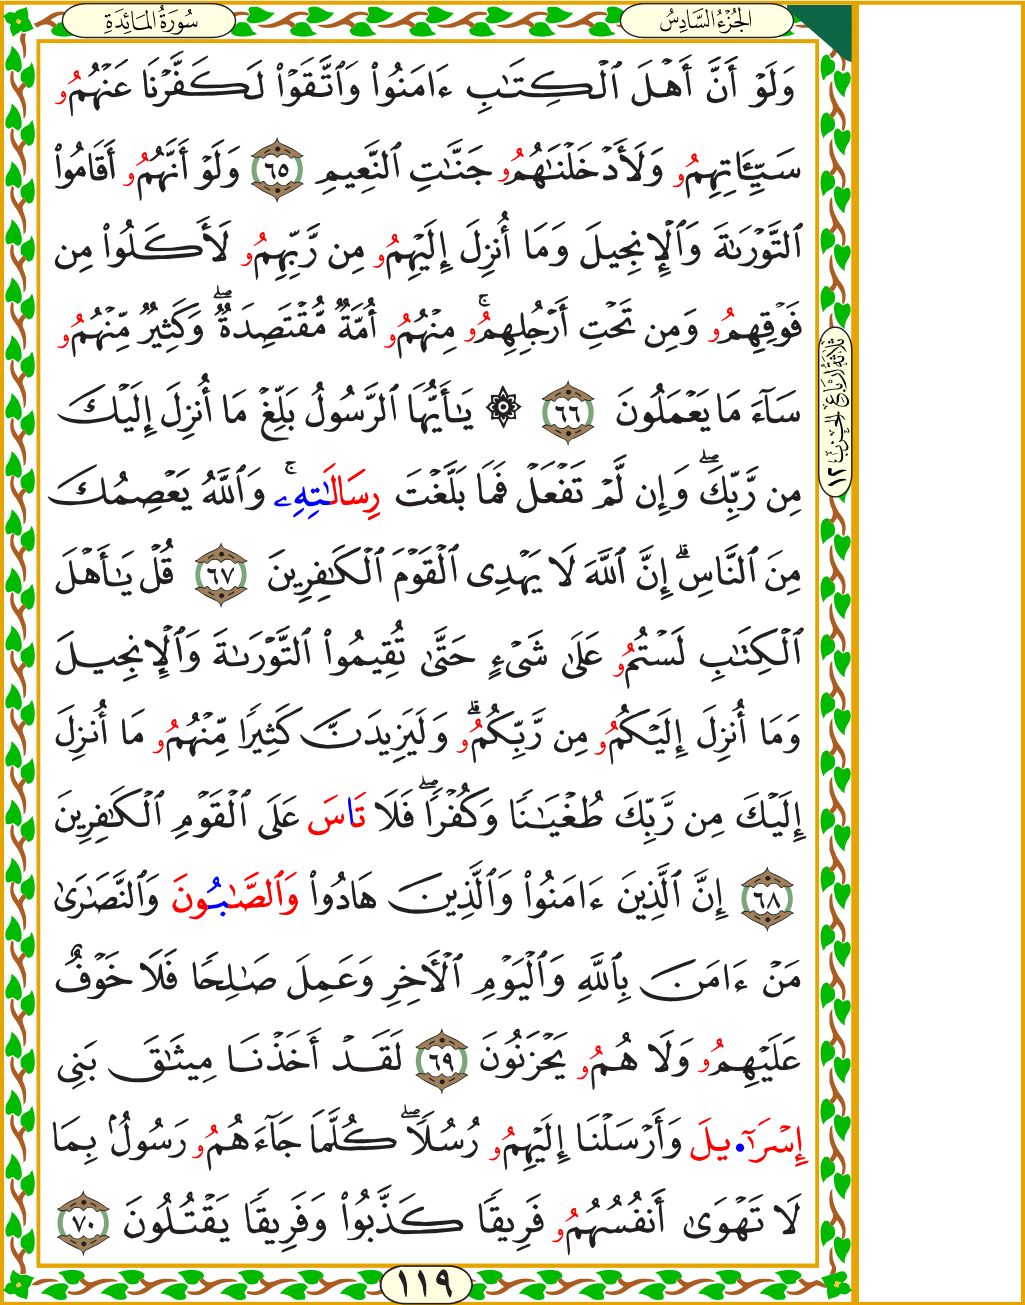 الجُزْءُ السَّادِسُ
سُورَةُ المَائِدَةِ
وَلَوْ أَنَّ أَهْلَ ٱلْكِتَٰبِ ءَامَنُوا۟ وَٱتَّقَوْا۟ لَكَفَّرْنَا عَنْهُمُۥ
سَيِّـَٔاتِهِمُۥ وَلَأَدْخَلْنَٰهُمُۥ جَنَّٰتِ ٱلنَّعِيمِ ٦٥ وَلَوْ أَنَّهُمُۥ أَقَامُوا۟
ٱلتَّوْرَىٰةَ وَٱلْإِنجِيلَ وَمَا أُنزِلَ إِلَيْهِمُۥ مِن رَّبِّهِمُۥ لَأَكَلُوا۟ مِن
فَوْقِهِمُۥ وَمِن تَحْتِ أَرْجُلِهِمُۥۚ مِنْهُمُۥ أُمَّةٌ مُّقْتَصِدَةٌۖ وَكَثِيرٌ مِّنْهُمُۥ
سَآءَ مَا يَعْمَلُونَ ٦٦ ۞ يَٰأَيُّهَا ٱلرَّسُولُ بَلِّغْ مَا أُنزِلَ إِلَيْكَ
مِن رَّبِّكَۖ وَإِن لَّمْ تَفْعَلْ فَمَا بَلَّغْتَ رِسَالَٰتِهِۦۚ وَٱللَّهُ يَعْصِمُكَ
مِنَ ٱلنَّاسِۗ إِنَّ ٱللَّهَ لَا يَهْدِى ٱلْقَوْمَ ٱلْكَٰفِرِينَ ٦٧ قُلْ يَٰأَهْلَ
ٱلْكِتَٰبِ لَسْتُمُۥ عَلَىٰ شَىْءٍ حَتَّىٰ تُقِيمُوا۟ ٱلتَّوْرَىٰةَ وَٱلْإِنجِيلَ
وَمَا أُنزِلَ إِلَيْكُمُۥ مِن رَّبِّكُمُۥۗ وَلَيَزِيدَنَّ كَثِيرًا مِّنْهُمُۥ مَا أُنزِلَ
إِلَيْكَ مِن رَّبِّكَ طُغْيَٰنًا وَكُفْرًاۖ فَلَا تَاسَ عَلَى ٱلْقَوْمِ ٱلْكَٰفِرِينَ
٦٨ إِنَّ ٱلَّذِينَ ءَامَنُوا۟ وَٱلَّذِينَ هَادُوا۟ وَٱلصَّٰبُونَ وَٱلنَّصَٰرَىٰ
مَنْ ءَامَنَ بِٱللَّهِ وَٱلْيَوْمِ ٱلْأَخِرِ وَعَمِلَ صَٰلِحًا فَلَا خَوْفٌ
عَلَيْهِمُۥ وَلَا هُمُۥ يَحْزَنُونَ ٦٩ لَقَدْ أَخَذْنَا مِيثَٰقَ بَنِى
إِسْرَآ•يلَ وَأَرْسَلْنَا إِلَيْهِمُۥ رُسُلًاۖ كُلَّمَا جَآءَهُمُۥ رَسُولُۢ بِمَا
لَا تَهْوَىٰ أَنفُسُهُمُۥ فَرِيقًا كَذَّبُوا۟ وَفَرِيقًا يَقْتُلُونَ ٧٠
ثَلَاثَةُ أَرْبَاعِ الحِزْبِ ١٢
١١٩